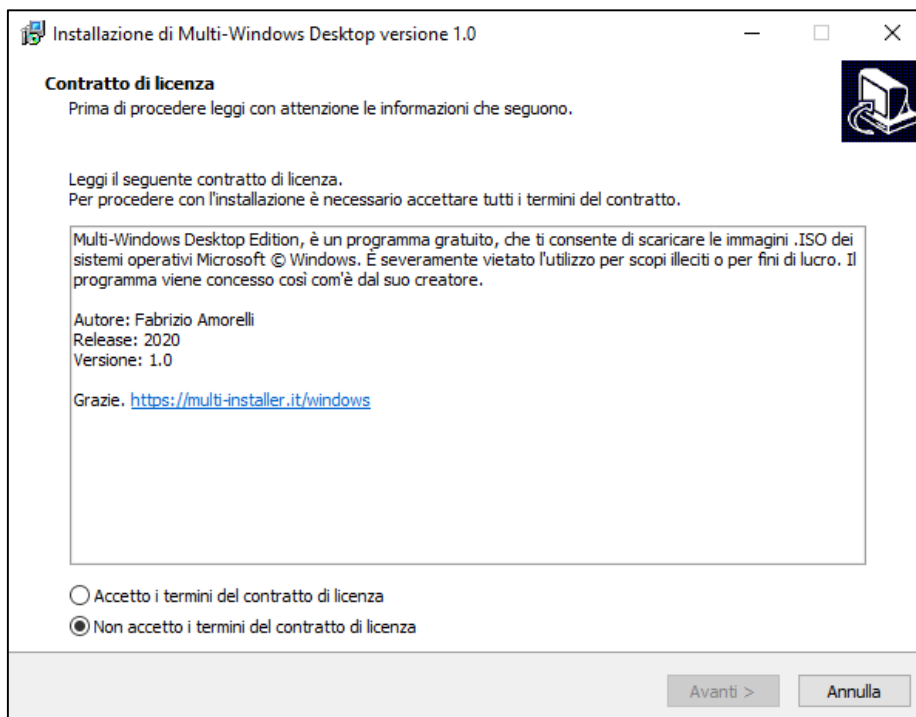 Installazione di Multi-Windows Desktop versione 1.0
Contratto di licenza
Prima di procedere leggi con attenzione le informazioni che seguono.
Leggi il seguente contratto di licenza.
Per procedere con l'installazione è necessario accettare tutti i termini del contratto.
Multi-Windows Desktop Edition, è un programma gratuito, che ti consente di scaricare le immagini .ISO dei
sistemi operativi Microsoft © Windows. È severamente vietato l'utilizzo per scopi illeciti o per fini di lucro. Il
programma viene concesso così com'è dal suo creatore.
Autore: Fabrizio Amorelli
Release: 2020
Versione: 1.0
Grazie. https://multi-installer.it/windows
Accetto i termini del contratto di licenza
Non accetto i termini del contratto di licenza
Avanti >
Annulla